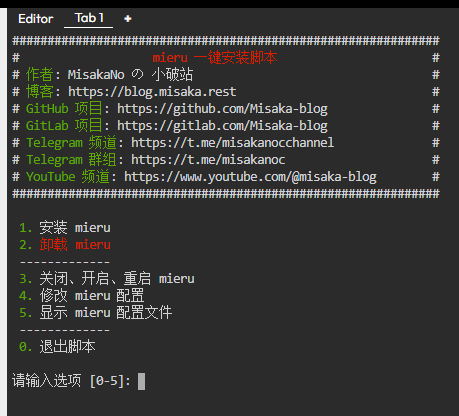 Editor Tab 1 +
#############################################################
# mieru 一键安装脚本 #
# 作者: MisakaNo の 小破站 #
# 博客: https://blog.misaka.rest #
# GitHub 项目: https://github.com/Misaka-blog #
# GitLab 项目: https://gitlab.com/Misaka-blog #
# Telegram 频道: https://t.me/misakanocchannel #
# Telegram 群组: https://t.me/misakanoc #
# YouTube 频道: https://www.youtube.com/@misaka-blog #
#############################################################
1. 安装 mieru
2. 卸载 mieru
-------------
3. 关闭、开启、重启 mieru
4. 修改 mieru 配置
5. 显示 mieru 配置文件
-------------
0. 退出脚本
请输入选项 [0-5]: